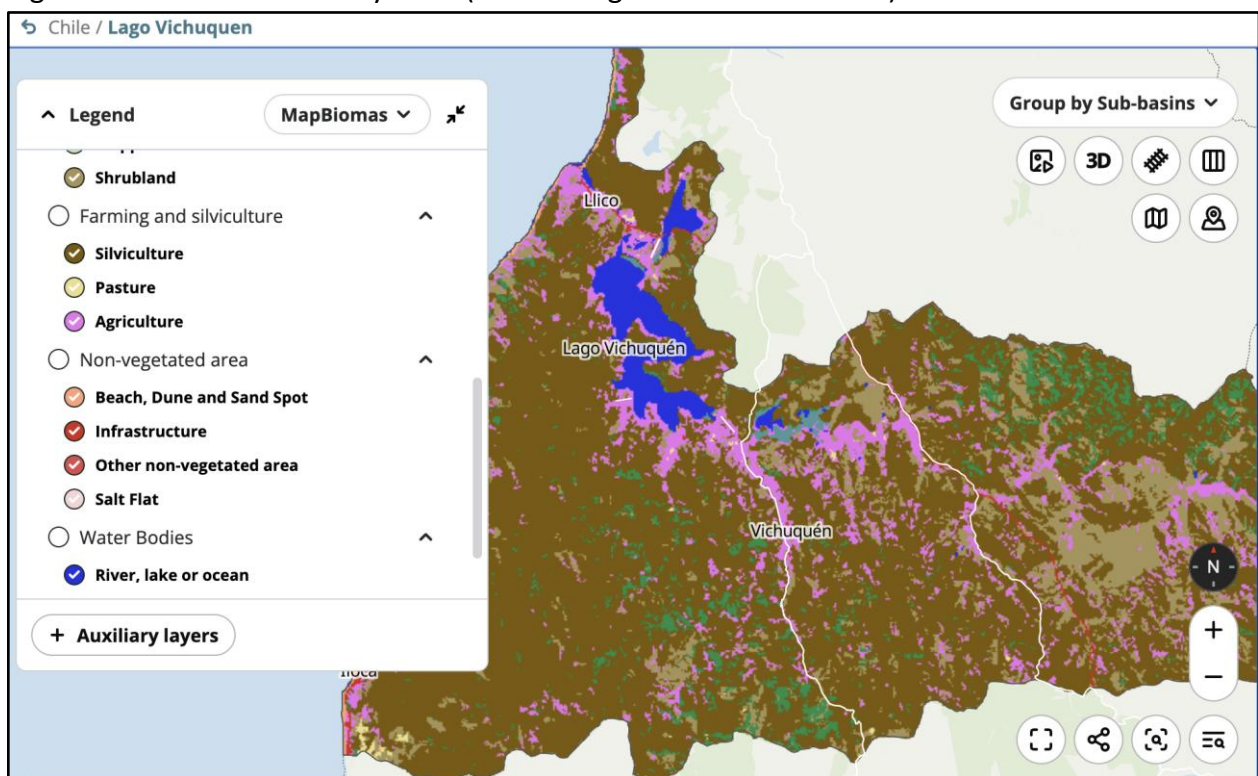 Chile / Lago Vichuquen
Legend
MapBiomas
Shrubland
Farming and silviculture
Silviculture
Pasture
Agriculture
Non-vegetated area
Beach, Dune and Sand Spot
Infrastructure
Other non-vegetated area
Salt Flat
Water Bodies
River, lake or ocean
+ Auxiliary layers
Group by Sub-basins
3D
Llico
Lago Vichuquén
Vichuquén
N
+
−